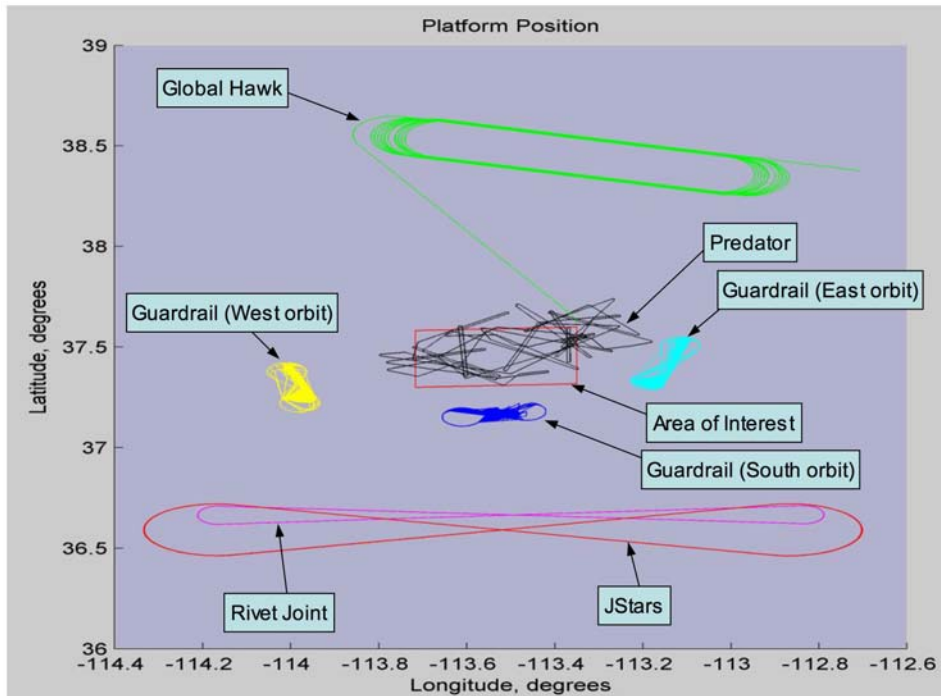 Platform Position
39
38.5
38
37.5
37
36.5
36
Latitude, degrees
Global Hawk
Predator
Guardrail (East orbit)
Guardrail (West orbit)
Area of Interest
Guardrail (South orbit)
Rivet Joint
JStars
-114.4 -114.2 -114 -113.8 -113.6 -113.4 -113.2 -113 -112.8 -112.6
Longitude, degrees